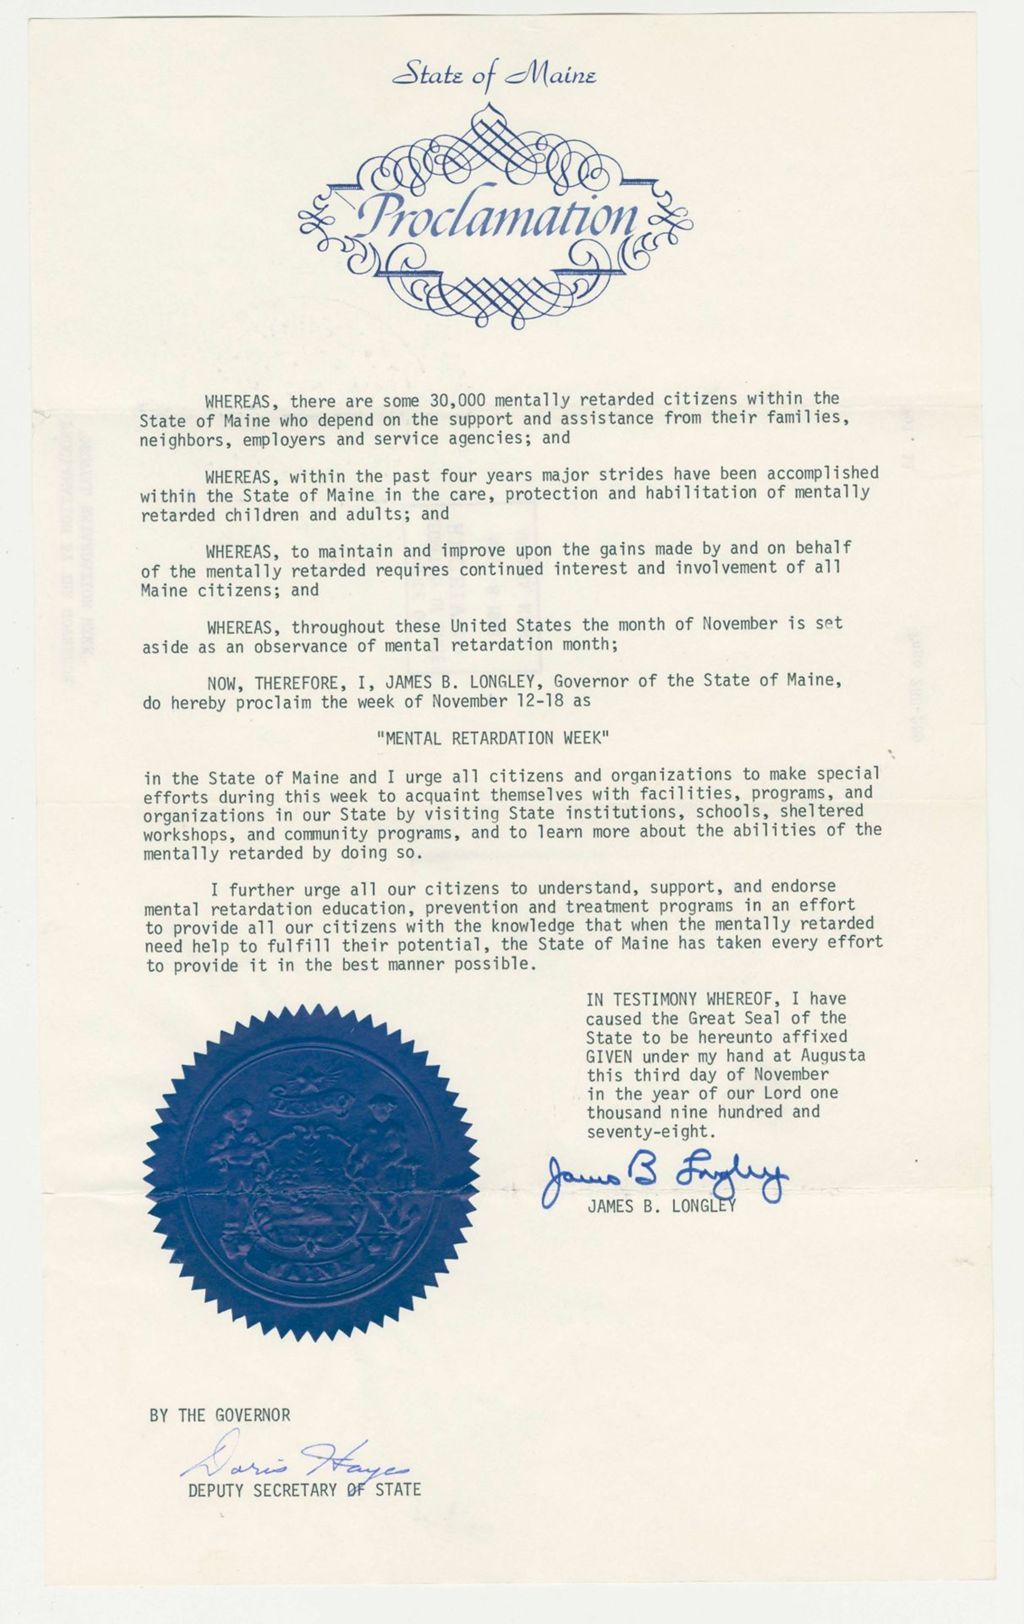 State of Maine
Proclamation
WHEREAS, there are some 30,000 mentally retarded citizens within the
State of Maine who depend on the support and assistance from their families,
neighbors, employers and service agencies; and
WHEREAS, within the past four years major strides have been accomplished
within the State of Maine in the care, protection and habilitation of mentally
retarded children and adults; and
WHEREAS, to maintain and improve upon the gains made by and on behalf
of the mentally retarded requires continued interest and involvement of all
Maine citizens; and
WHEREAS, throughout these United States the month of November is set
aside as an observance of mental retardation month;
NOW, THEREFORE, I, JAMES B. LONGLEY, Governor of the State of Maine,
do hereby proclaim the week of November 12-18 as
"MENTAL RETARDATION WEEK"
in the State of Maine and I urge all citizens and organizations to make special
efforts during this week to acquaint themselves with facilities, programs, and
organizations in our State by visiting State institutions, schools, sheltered
workshops, and community programs, and to learn more about the abilities of the
mentally retarded by doing so.
I further urge all our citizens to understand, support, and endorse
mental retardation education, prevention and treatment programs in an effort
to provide all our citizens with the knowledge that when the mentally retarded
need help to fulfill their potential, the State of Maine has taken every effort
to provide it in the best manner possible.
IN TESTIMONY WHEREOF, I have
caused the Great Seal of the
State to be hereunto affixed
GIVEN under my hand at Augusta
this third day of November
in the year of our Lord one
thousand nine hundred and
seventy-eight.
James B Longley
JAMES B. LONGLEY
MAINE
BY THE GOVERNOR
Doris Hayes
DEPUTY SECRETARY OF STATE